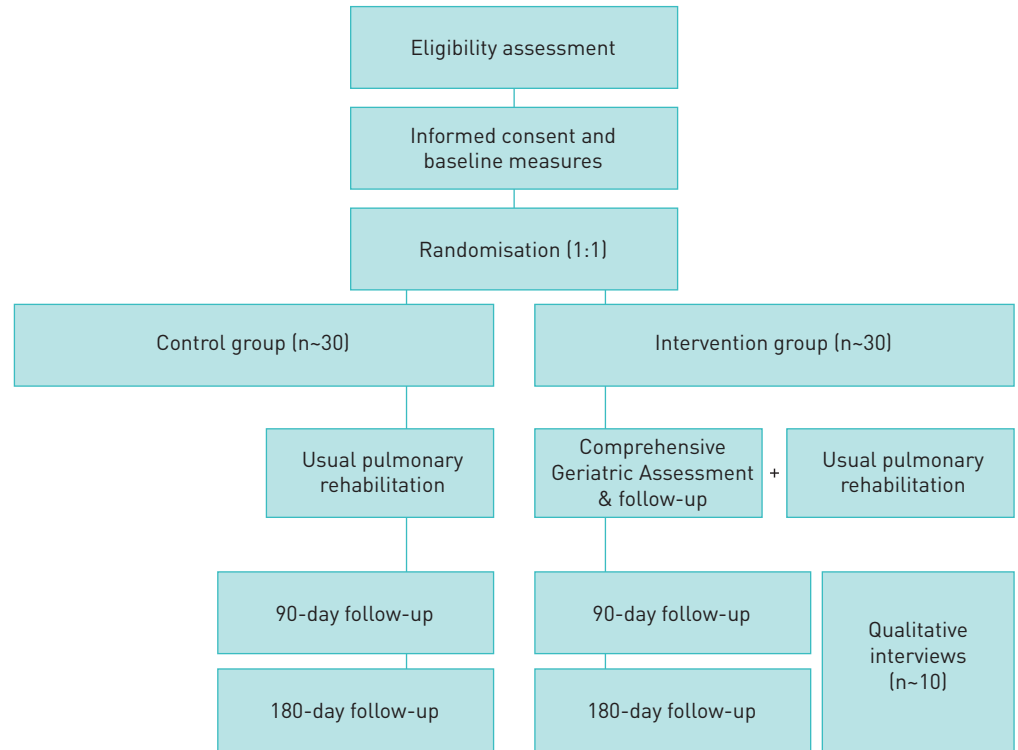 Eligibility assessment
Informed consent and
baseline measures
Randomisation (1:1)
Control group (n~30)
Intervention group (n~30)
Usual pulmonary
rehabilitation
Comprehensive
Geriatric Assessment
& follow-up
+
Usual pulmonary
rehabilitation
90-day follow-up
90-day follow-up
Qualitative
interviews
(n~10)
180-day follow-up
180-day follow-up